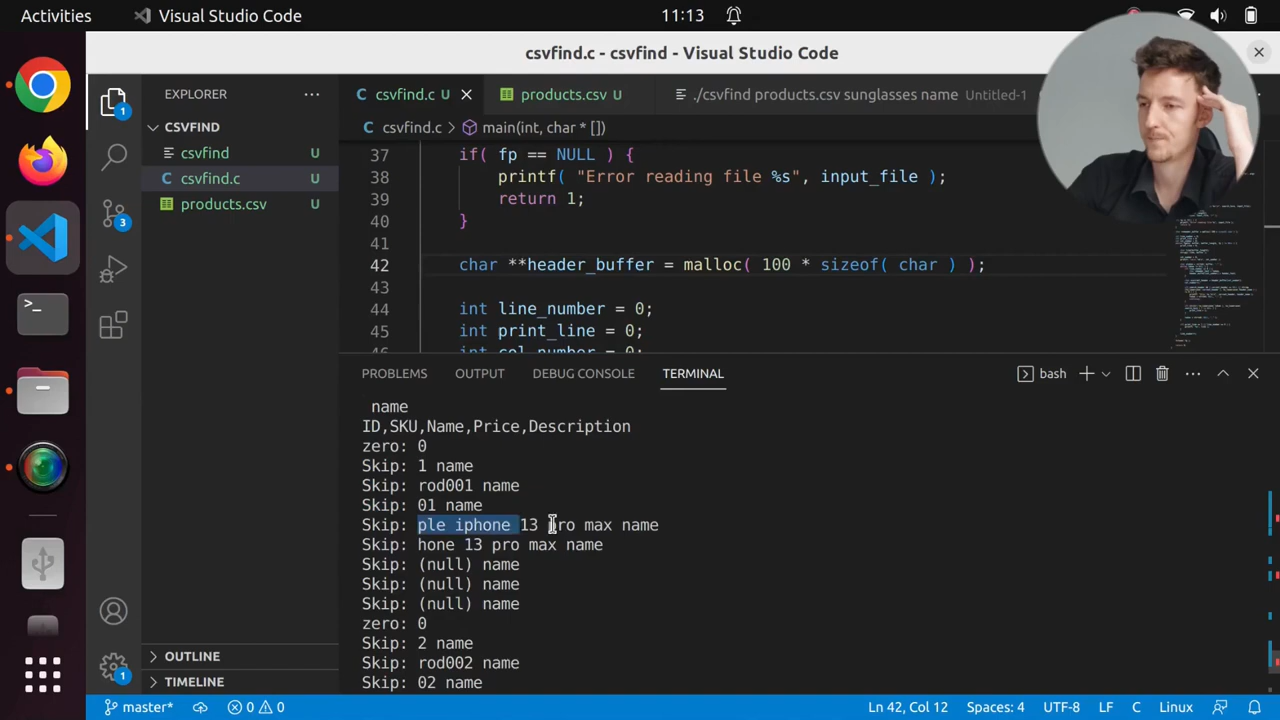 Activities
Visual Studio Code
11:13
csvfind.c - csvfind - Visual Studio Code
EXPLORER
csvfind.c U
products.csv U
./csvfind products.csv sunglasses name Untitled-1
CSVFIND
csvfind U
csvfind.c U
products.csv U
csvfind.c > main(int, char * [])
37 if( fp == NULL ) {
38 printf( "Error reading file %s", input_file );
39 return 1;
40 }
41
42 char **header_buffer = malloc( 100 * sizeof( char ) );
43
44 int line_number = 0;
45 int print_line = 0;
46 int col_number = 0;
PROBLEMS OUTPUT DEBUG CONSOLE TERMINAL
bash
name
ID,SKU,Name,Price,Description
zero: 0
Skip: 1 name
Skip: rod001 name
Skip: 01 name
Skip: ple iphone 13 pro max name
Skip: hone 13 pro max name
Skip: (null) name
Skip: (null) name
Skip: (null) name
zero: 0
Skip: 2 name
Skip: rod002 name
Skip: 02 name
OUTLINE
TIMELINE
1
3
1
master*
0 0
Ln 42, Col 12
Spaces: 4
UTF-8
LF
C
Linux